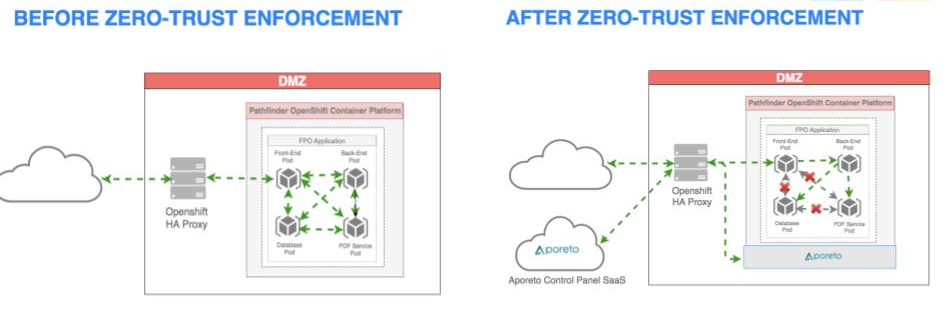 BEFORE ZERO-TRUST ENFORCEMENT
DMZ
Pathfinder OpenShift Container Platform
FPO Application
Front-End
Pod
Back-End
Pod
Openshift
HA Proxy
Database
Pod
PDF Service
Pod
AFTER ZERO-TRUST ENFORCEMENT
DMZ
Pathfinder OpenShift Container Platform
FPO Application
Front-End
Pod
Back-End
Pod
Openshift
HA Proxy
Database
Pod
PDF Service
Pod
Aporeto
Aporeto
Aporeto Control Panel SaaS